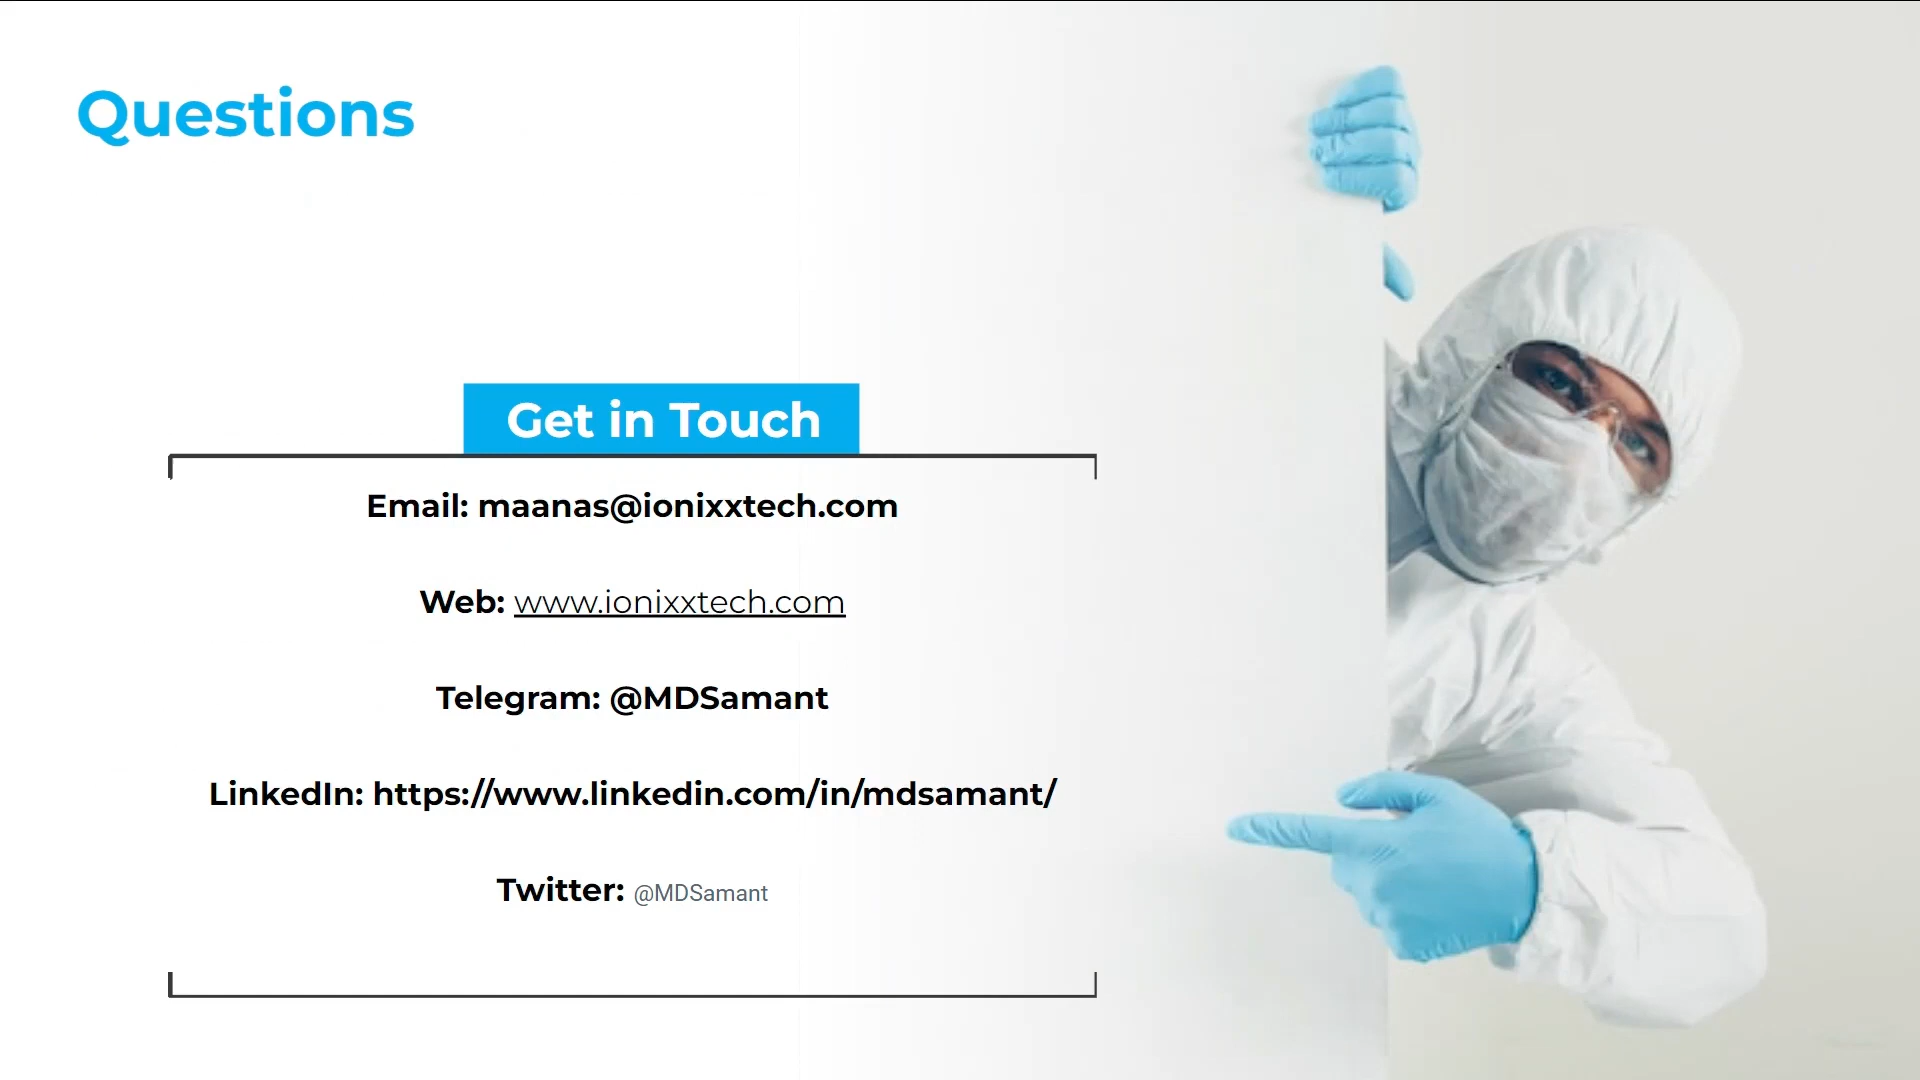 Questions
Get in Touch
Email: maanas@ionixxtech.com
Web: www.ionixxtech.com
Telegram: @MDSamant
LinkedIn: https://www.linkedin.com/in/mdsamant/
Twitter: @MDSamant